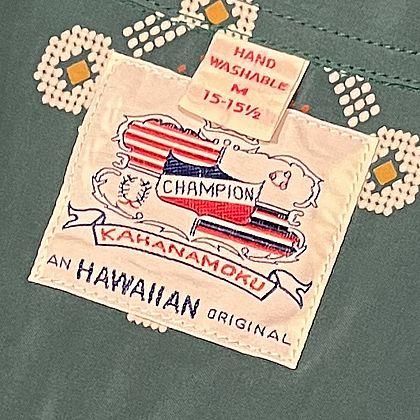 HAND
WASHABLE
M
15-15½
CHAMPION
KAHANAMOKU
AN HAWAIIAN ORIGINAL